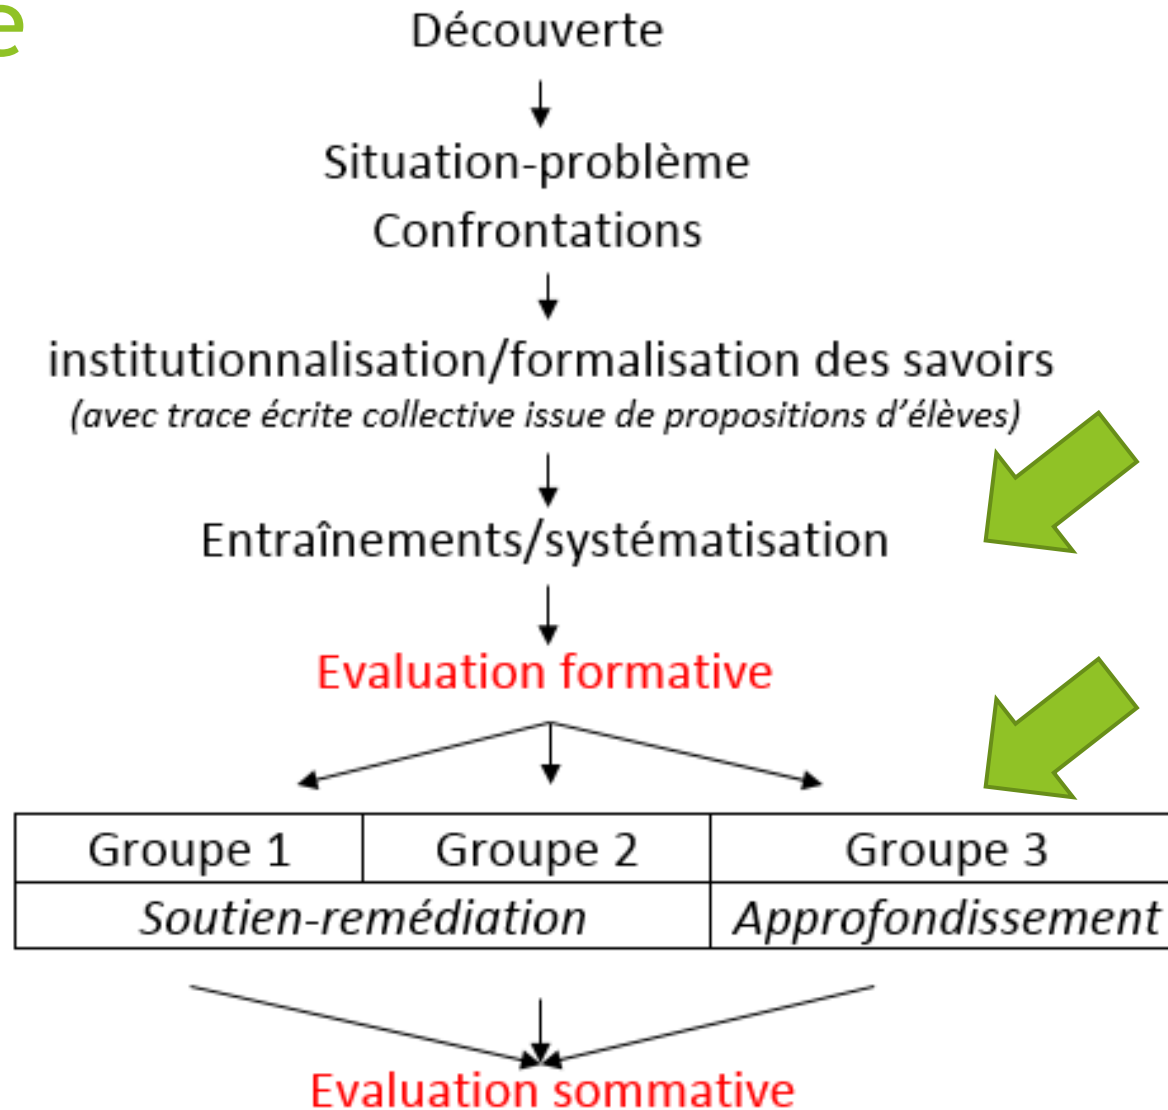 e
Découverte
Situation-problème
Confrontations
institutionnalisation/formalisation des savoirs
(avec trace écrite collective issue de propositions d'élèves)
Entraînements/systématisation
Evaluation formative
Groupe 1 Groupe 2 Groupe 3
Soutien-remédiation Approfondissement
Evaluation sommative